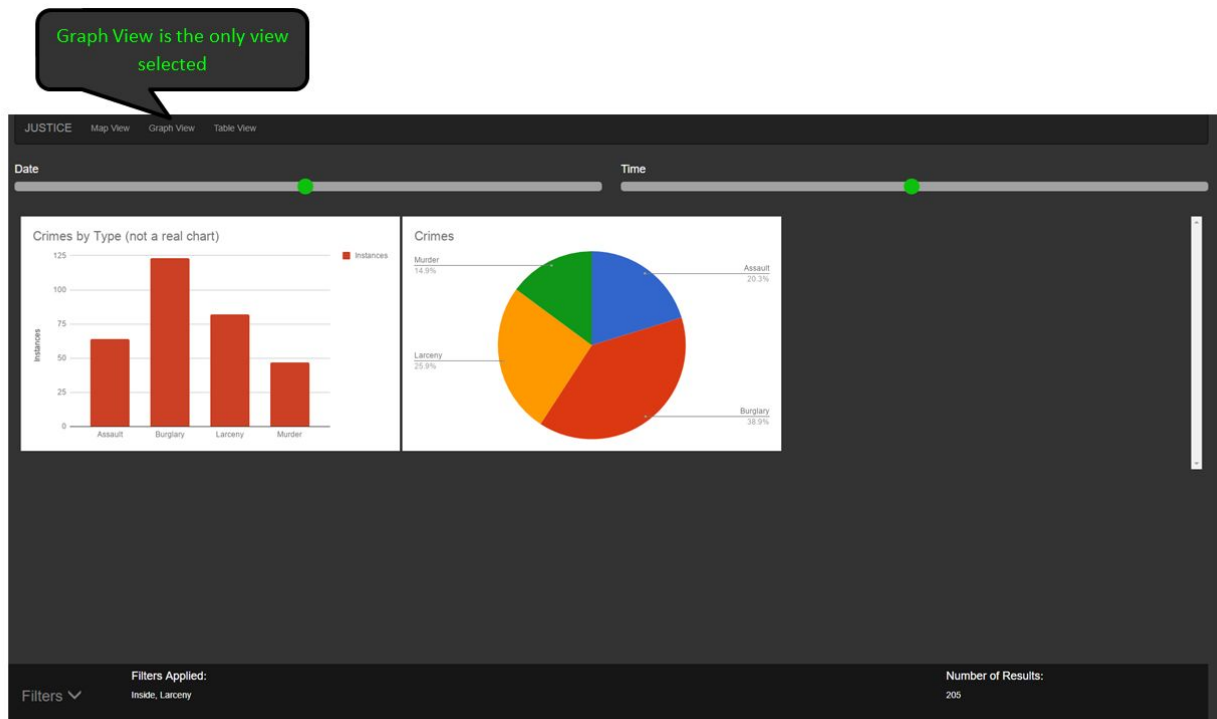 Graph View is the only view
selected
JUSTICE Map View Graph View Table View
Date
Time
Crimes by Type (not a real chart)
Instances
125
100
75
50
25
0
Instances
Assault Burglary Larceny Murder
Crimes
Murder
14.9%
Assault
20.3%
Larceny
25.9%
Burglary
38.9%
Filters
Filters Applied:
Inside, Larceny
Number of Results:
205